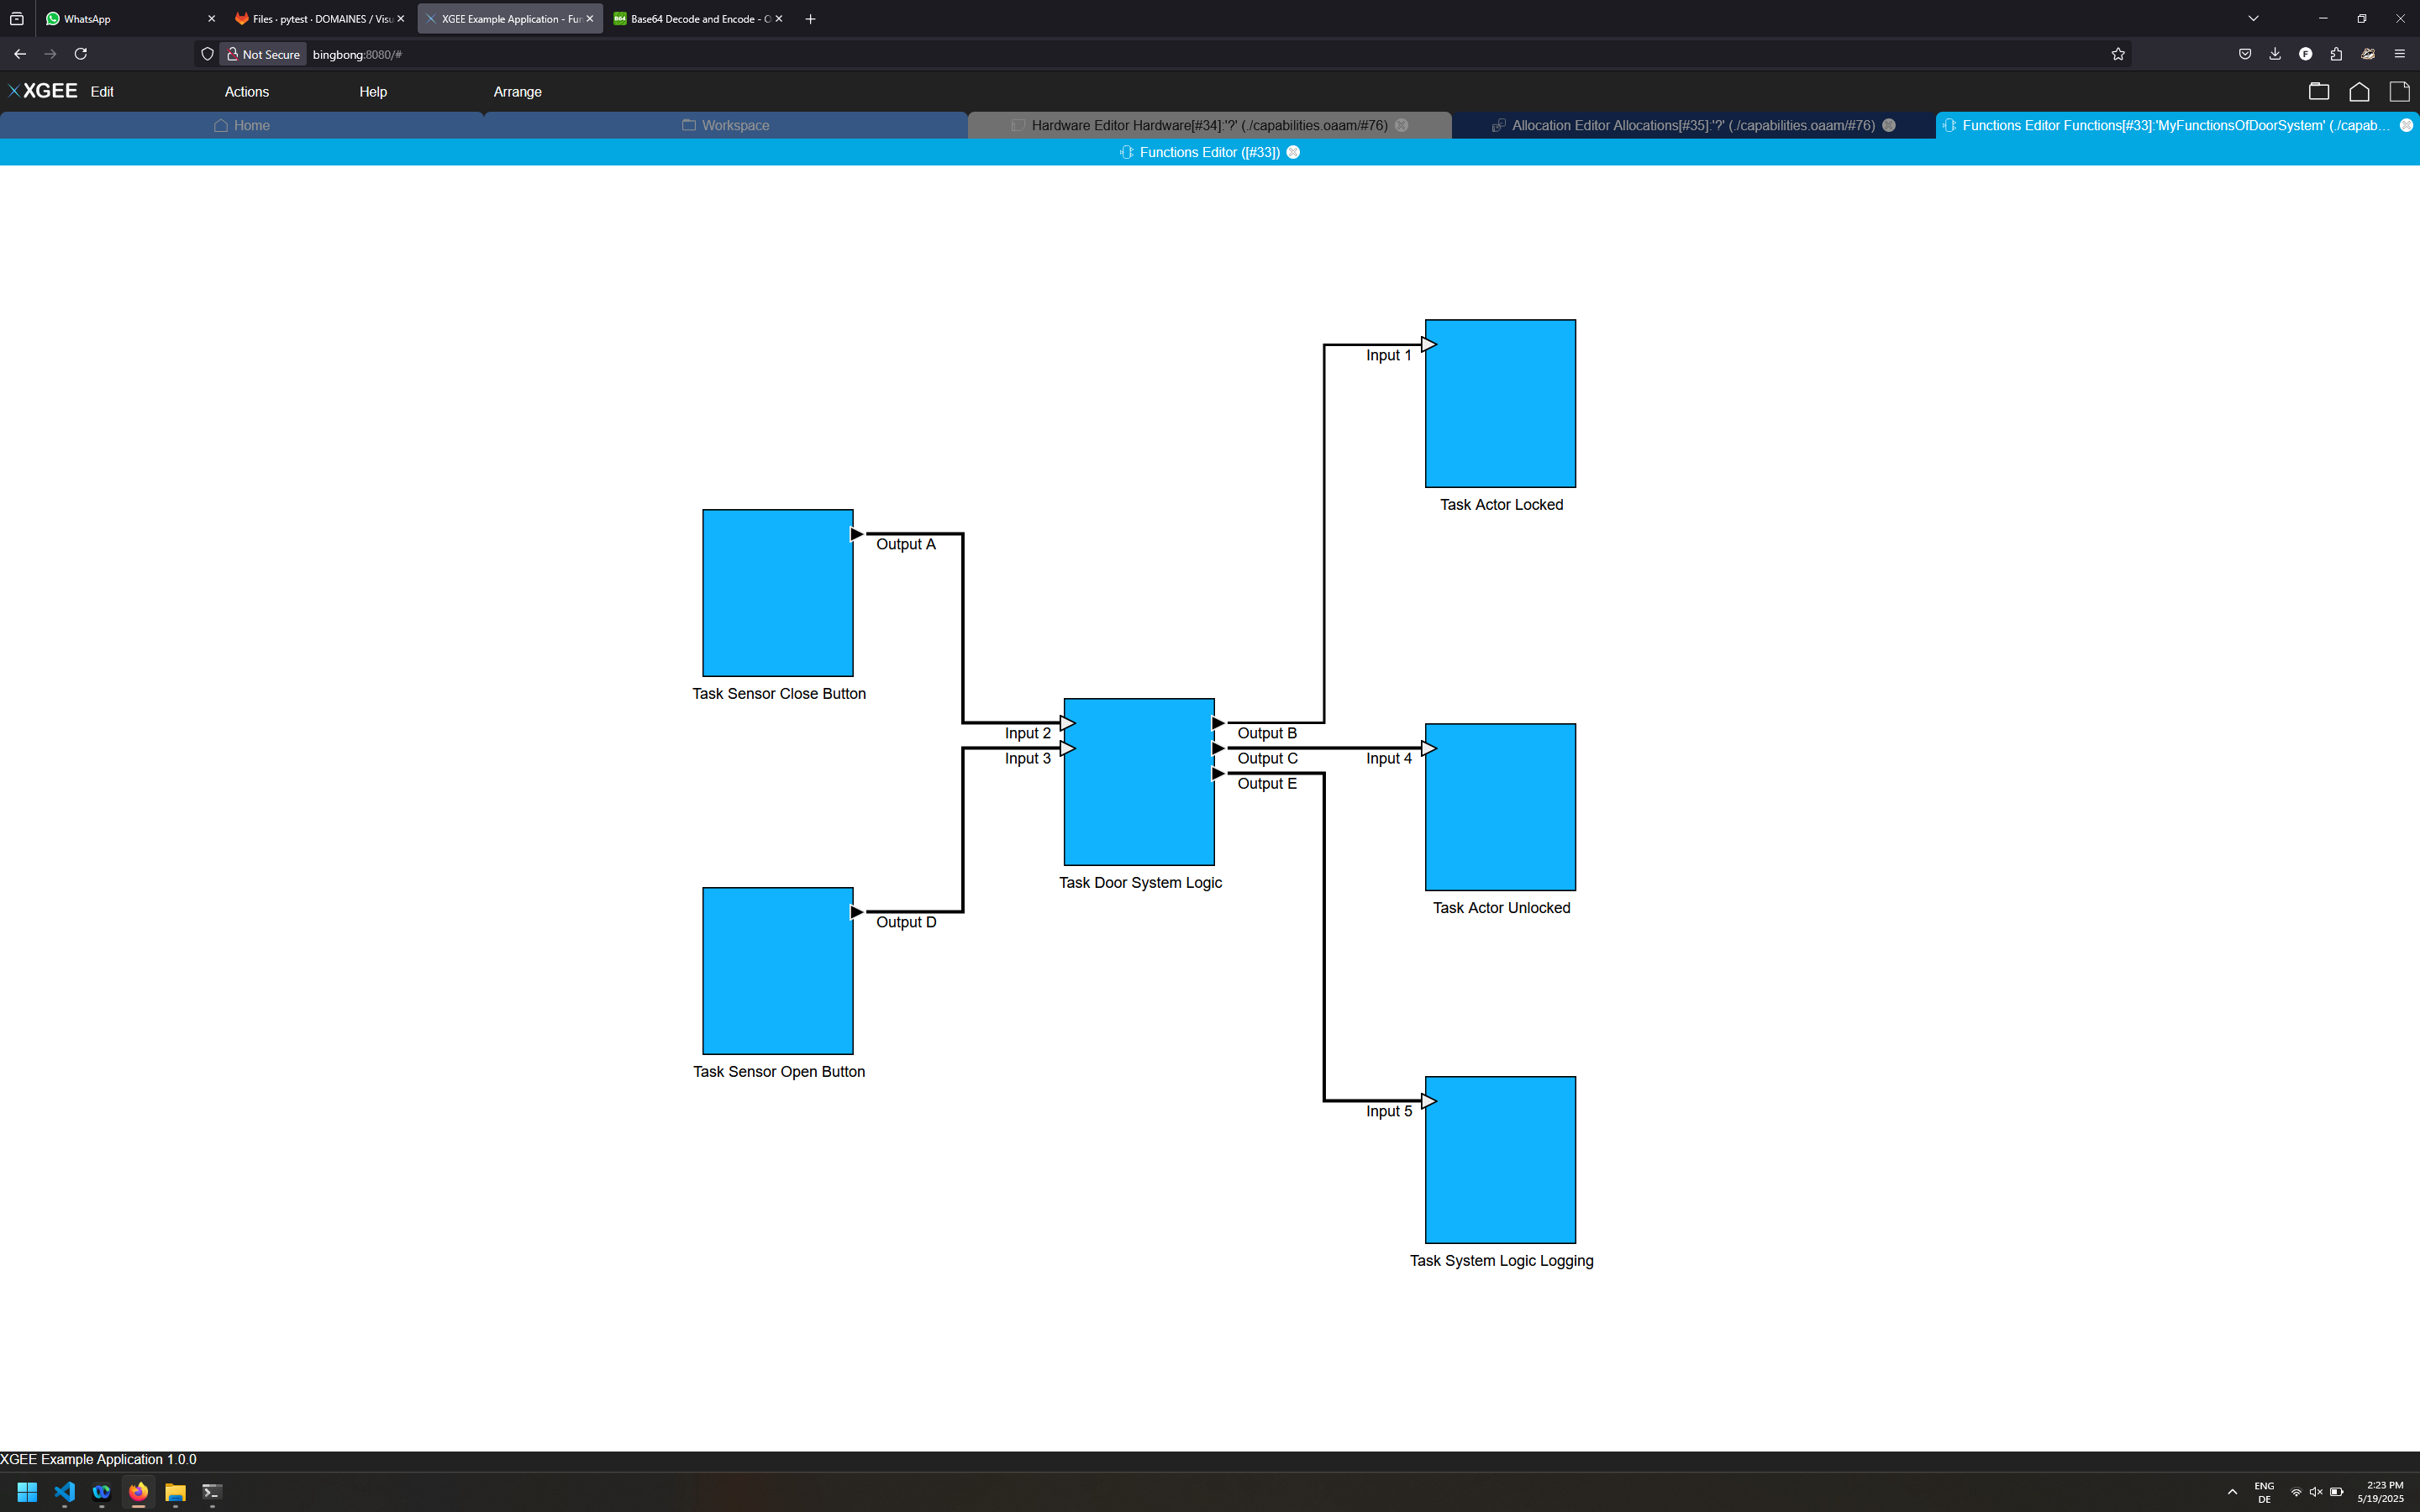 WhatsApp
Files · pytest · DOMAINES / Visu
XGEE Example Application - Fun
B64 Base64 Decode and Encode - O
Not Secure bingbong:8080/#
XGEE Edit Actions Help Arrange
Home
Workspace
Hardware Editor Hardware[#34]:'?' (./capabilities.oaam/#76)
Allocation Editor Allocations[#35]:'?' (./capabilities.oaam/#76)
Functions Editor Functions[#33]:'MyFunctionsOfDoorSystem' (./capab...
Functions Editor ([#33])
Input 1
Task Actor Locked
Output A
Task Sensor Close Button
Input 2
Input 3
Output B
Output C
Output E
Input 4
Task Door System Logic
Task Actor Unlocked
Output D
Task Sensor Open Button
Input 5
Task System Logic Logging
XGEE Example Application 1.0.0
ENG
DE
2:23 PM
5/19/2025